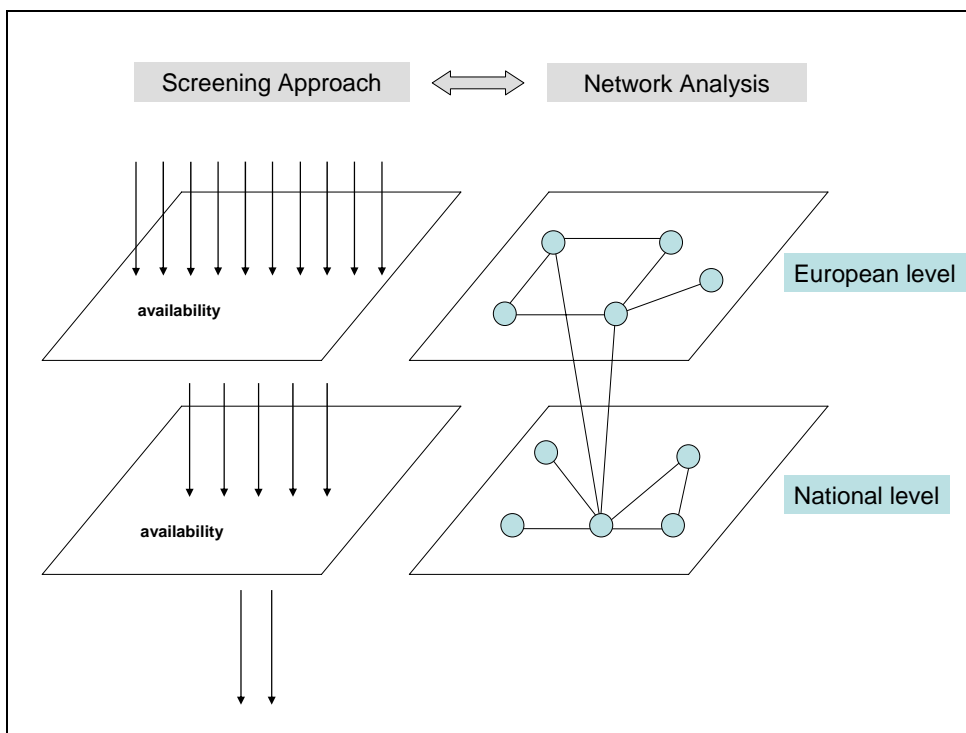 Screening Approach
Network Analysis
availability
European level
availability
National level